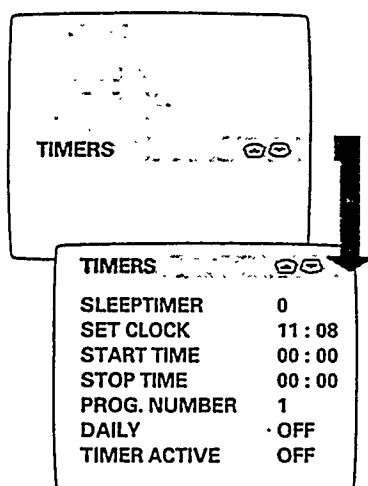 TIMERS
TIMERS
SLEEPTIMER 0
SET CLOCK 11 : 08
START TIME 00 : 00
STOP TIME 00 : 00
PROG. NUMBER 1
DAILY OFF
TIMER ACTIVE OFF